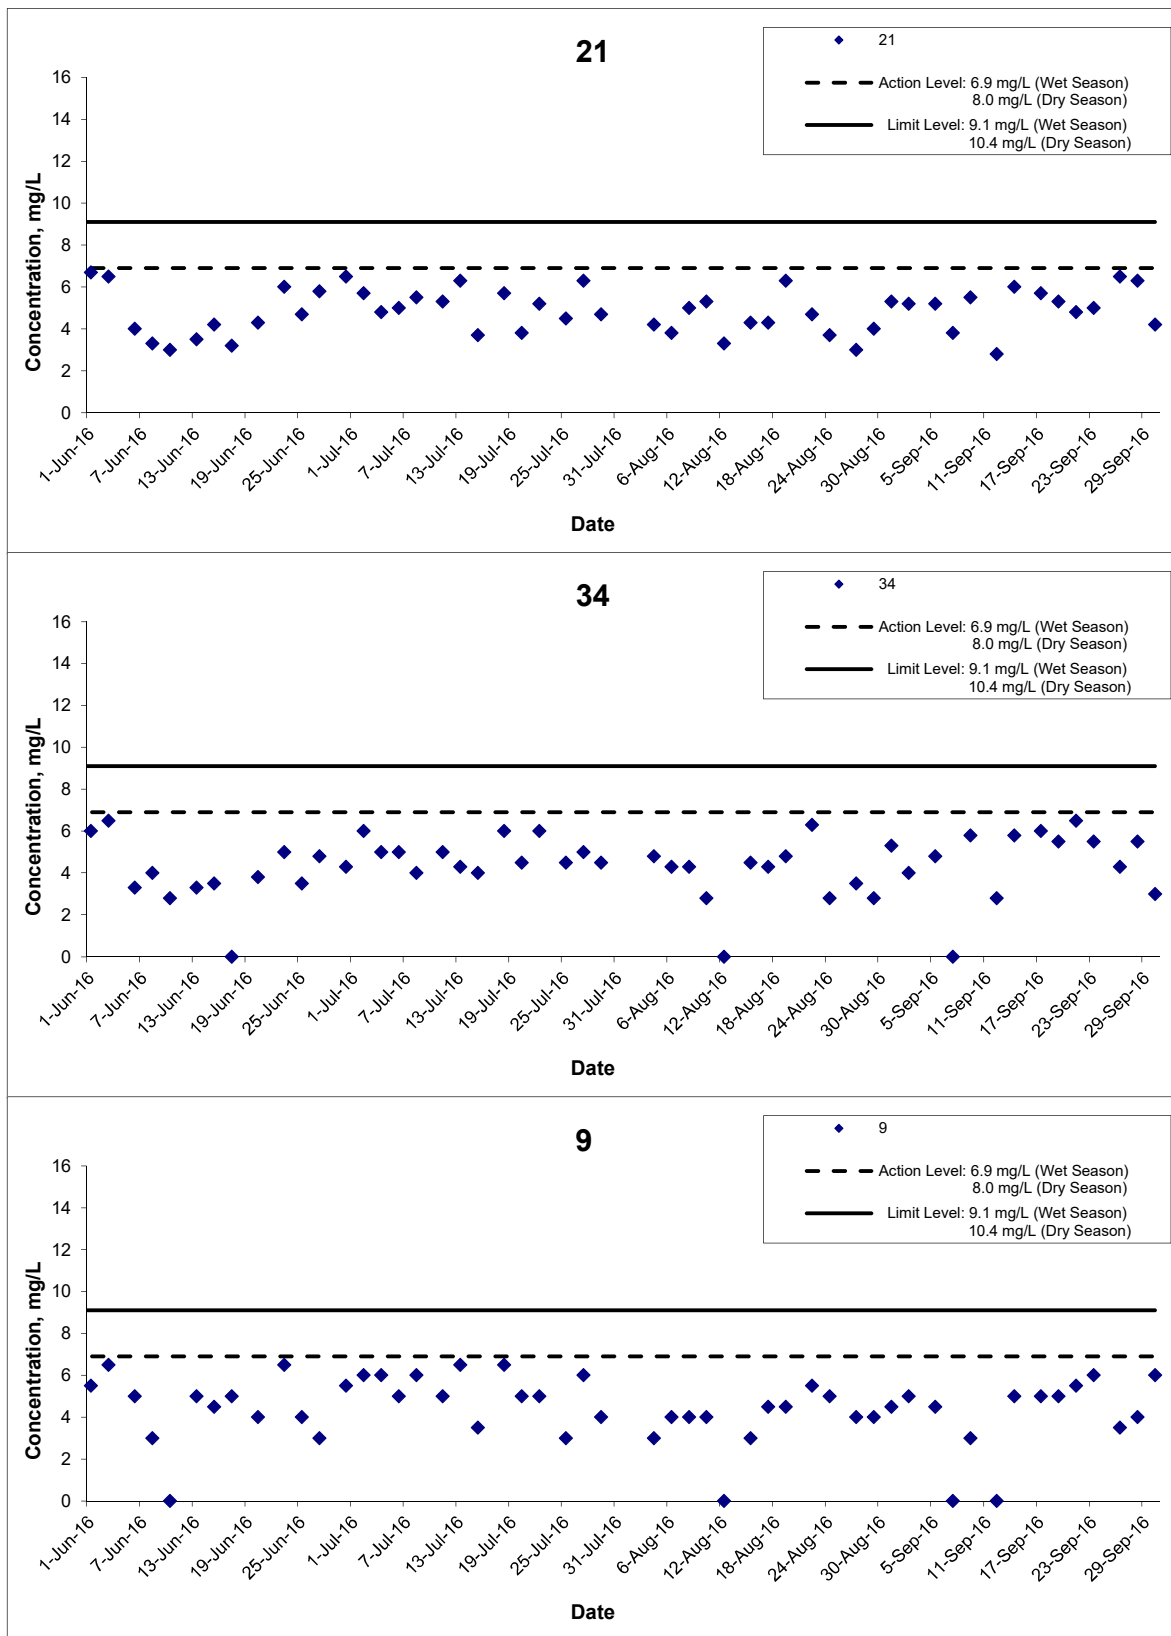 21
21
Action Level: 6.9 mg/L (Wet Season)
8.0 mg/L (Dry Season)
Limit Level: 9.1 mg/L (Wet Season)
10.4 mg/L (Dry Season)
Concentration, mg/L
16
14
12
10
8
6
4
2
0
1-Jun-16
7-Jun-16
13-Jun-16
19-Jun-16
25-Jun-16
1-Jul-16
7-Jul-16
13-Jul-16
19-Jul-16
25-Jul-16
31-Jul-16
6-Aug-16
12-Aug-16
18-Aug-16
24-Aug-16
30-Aug-16
5-Sep-16
11-Sep-16
17-Sep-16
23-Sep-16
29-Sep-16
Date
34
34
Action Level: 6.9 mg/L (Wet Season)
8.0 mg/L (Dry Season)
Limit Level: 9.1 mg/L (Wet Season)
10.4 mg/L (Dry Season)
Concentration, mg/L
16
14
12
10
8
6
4
2
0
1-Jun-16
7-Jun-16
13-Jun-16
19-Jun-16
25-Jun-16
1-Jul-16
7-Jul-16
13-Jul-16
19-Jul-16
25-Jul-16
31-Jul-16
6-Aug-16
12-Aug-16
18-Aug-16
24-Aug-16
30-Aug-16
5-Sep-16
11-Sep-16
17-Sep-16
23-Sep-16
29-Sep-16
Date
9
9
Action Level: 6.9 mg/L (Wet Season)
8.0 mg/L (Dry Season)
Limit Level: 9.1 mg/L (Wet Season)
10.4 mg/L (Dry Season)
Concentration, mg/L
16
14
12
10
8
6
4
2
0
1-Jun-16
7-Jun-16
13-Jun-16
19-Jun-16
25-Jun-16
1-Jul-16
7-Jul-16
13-Jul-16
19-Jul-16
25-Jul-16
31-Jul-16
6-Aug-16
12-Aug-16
18-Aug-16
24-Aug-16
30-Aug-16
5-Sep-16
11-Sep-16
17-Sep-16
23-Sep-16
29-Sep-16
Date